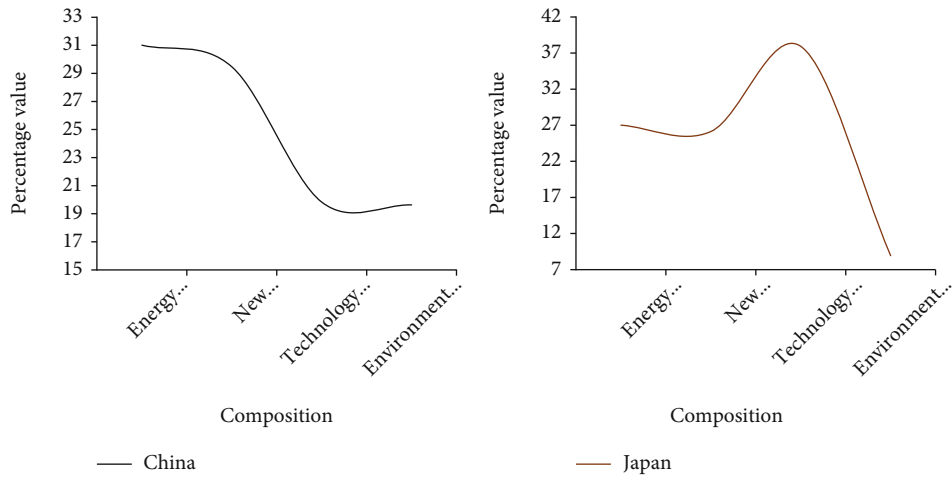 Percentage value
33
31
29
27
25
23
21
19
17
15
Energy...
New...
Technology...
Environment...
Composition
China
Percentage value
42
37
32
27
22
17
12
7
Energy...
New...
Technology...
Environment...
Composition
Japan